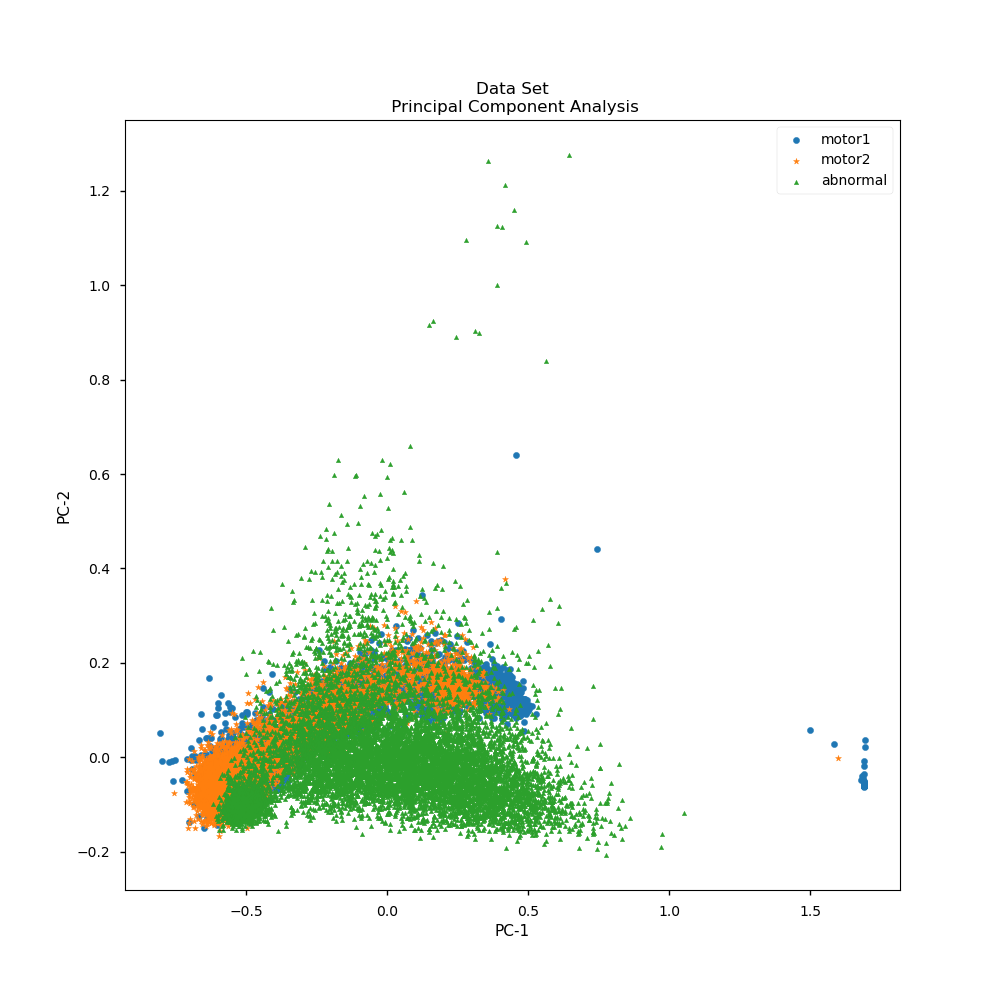 Data Set
Principal Component Analysis
motor1
motor2
abnormal
1.2
1.0
0.8
0.6
0.4
0.2
0.0
−0.2
PC-2
−0.5
0.0
0.5
1.0
1.5
PC-1